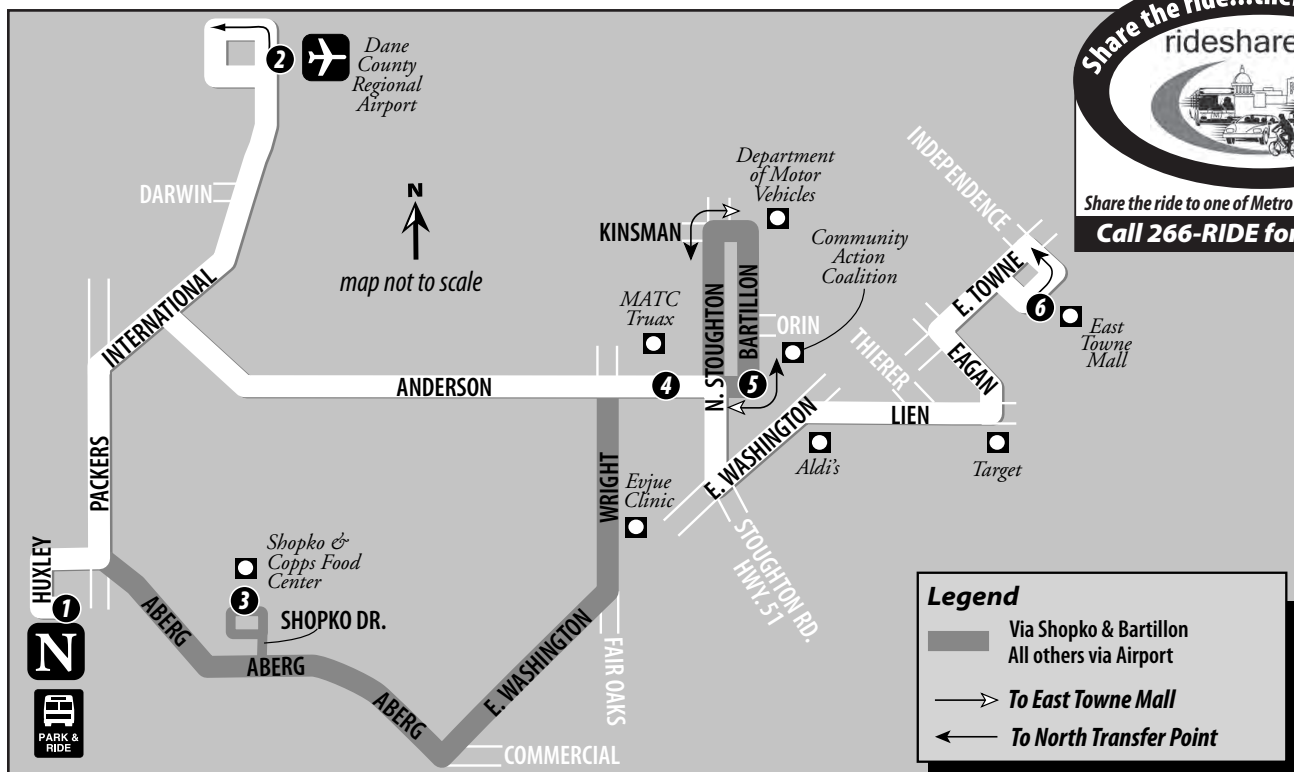 Share the ride...the
rideshare
Share the ride to one of Metro
Call 266-RIDE for
2
Dane
County
Regional
Airport
DARWIN
N
map not to scale
INTERNATIONAL
PACKERS
HUXLEY
1
N
PARK &
RIDE
ANDERSON
4
MATC
Truax
KINSMAN
N. STOUGHTON
BARTILLON
Department
of Motor
Vehicles
Community
Action
Coalition
ORIN
5
INDEPENDENCE
E. TOWNE
6
East
Towne
Mall
EAGAN
THIERER
LIEN
Target
Aldi's
E. WASHINGTON
STOUGHTON RD.
HWY. 51
WRIGHT
Evjue
Clinic
Shopko &
Copps Food
Center
3
SHOPKO DR.
ABERG
ABERG
ABERG
E. WASHINGTON
FAIR OAKS
COMMERCIAL
Legend
Via Shopko & Bartillon
All others via Airport
To East Towne Mall
To North Transfer Point